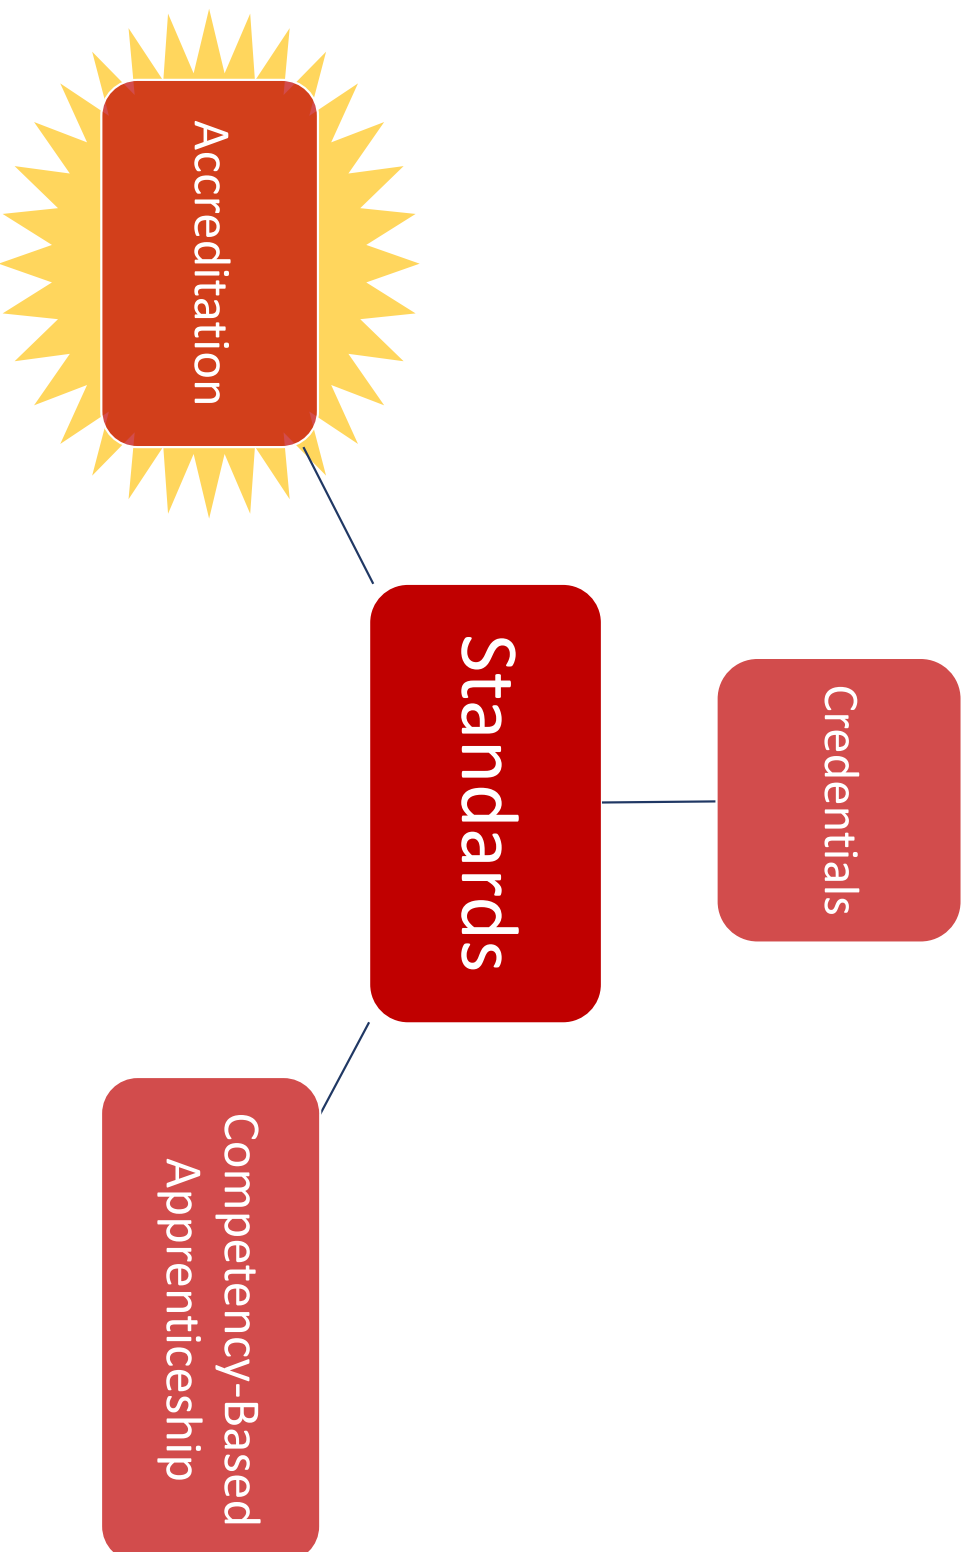 Credentials
Standards
Accreditation
Competency-Based
Apprenticeship